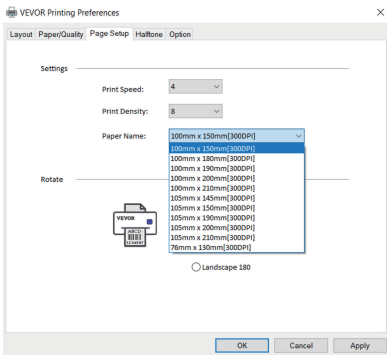 VEVOR Printing Preferences
Layout Paper/Quality Page Setup Halftone Option
Settings
Print Speed: 4
Print Density: 8
Paper Name: 100mm x 150mm[300DPI]
100mm x 150mm[300DPI]
100mm x 180mm[300DPI]
100mm x 190mm[300DPI]
100mm x 200mm[300DPI]
100mm x 210mm[300DPI]
105mm x 145mm[300DPI]
105mm x 150mm[300DPI]
105mm x 190mm[300DPI]
105mm x 200mm[300DPI]
105mm x 210mm[300DPI]
76mm x 130mm[300DPI]
Rotate
VEVOR
ABCD
Landscape 180
OK Cancel Apply